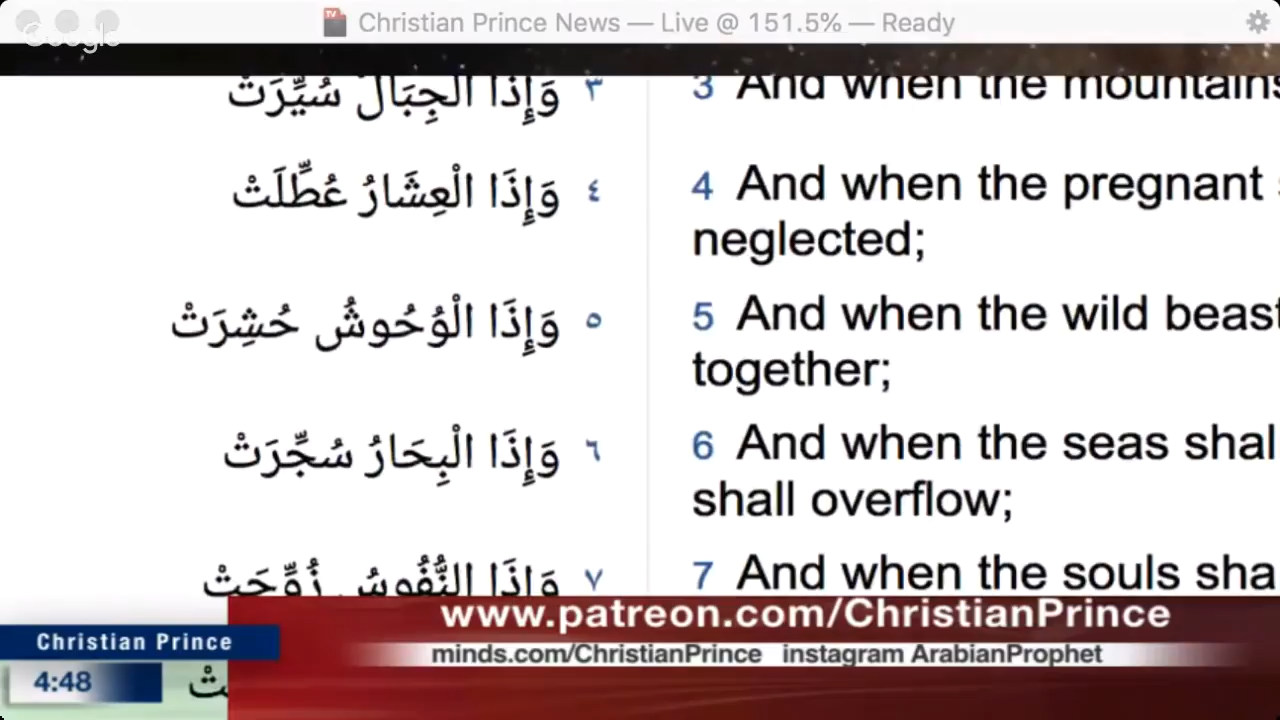 Christian Prince News — Live @ 151.5% — Ready
Google
وَإِذَا الْجِبَالُ سُيِّرَتْ ٣
3 And when the mountains
وَإِذَا الْعِشَارُ عُطِّلَتْ ٤
4 And when the pregnant
neglected;
وَإِذَا الْوُحُوشُ حُشِرَتْ ٥
5 And when the wild beast
together;
وَإِذَا الْبِحَارُ سُجِّرَتْ ٦
6 And when the seas shal
shall overflow;
وَإِذَا النُّفُوسُ زُوِّجَتْ ٧
7 And when the souls sha
www.patreon.com/ChristianPrince
Christian Prince
minds.com/ChristianPrince instagram ArabianProphet
4:48